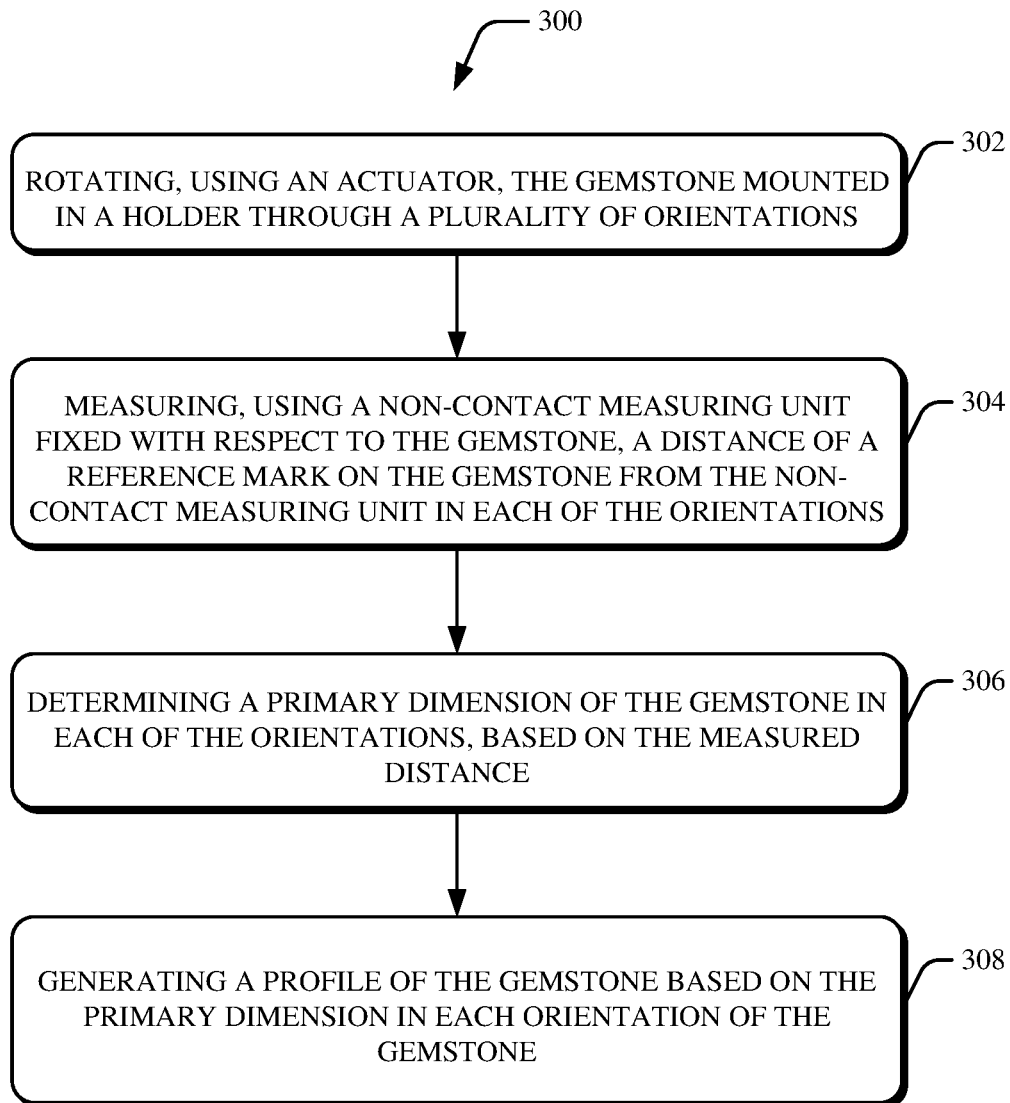 300
302
ROTATING, USING AN ACTUATOR, THE GEMSTONE MOUNTED
IN A HOLDER THROUGH A PLURALITY OF ORIENTATIONS
304
MEASURING, USING A NON-CONTACT MEASURING UNIT
FIXED WITH RESPECT TO THE GEMSTONE, A DISTANCE OF A
REFERENCE MARK ON THE GEMSTONE FROM THE NON-
CONTACT MEASURING UNIT IN EACH OF THE ORIENTATIONS
306
DETERMINING A PRIMARY DIMENSION OF THE GEMSTONE IN
EACH OF THE ORIENTATIONS, BASED ON THE MEASURED
DISTANCE
308
GENERATING A PROFILE OF THE GEMSTONE BASED ON THE
PRIMARY DIMENSION IN EACH ORIENTATION OF THE
GEMSTONE